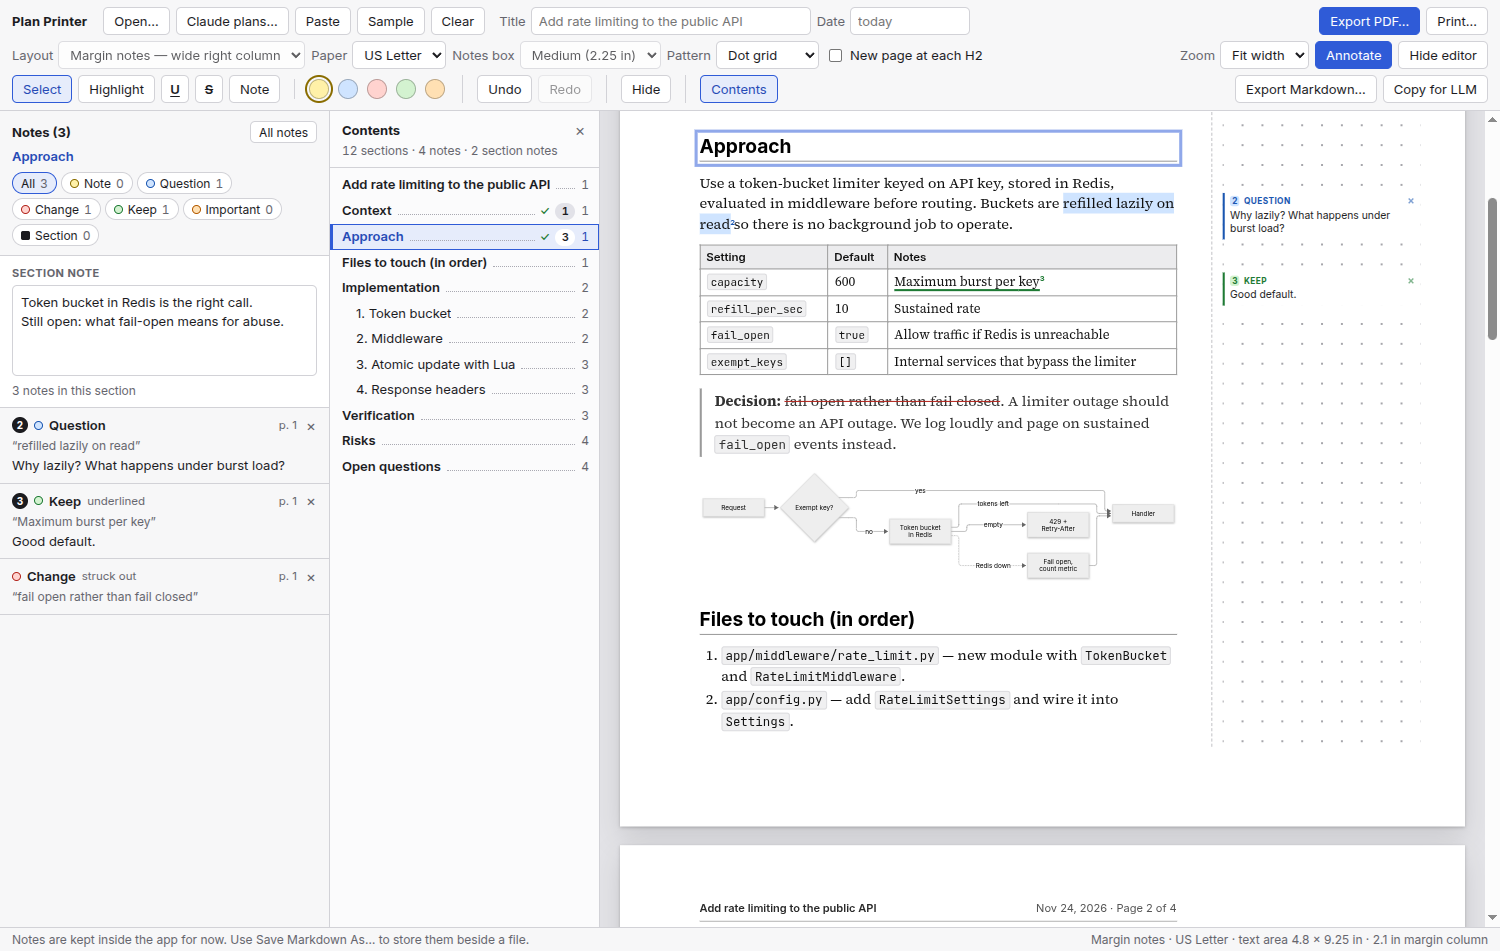 Plan Printer Open... Claude plans... Paste Sample Clear Title Add rate limiting to the public API Date today Export PDF... Print...
Layout Margin notes — wide right column Paper US Letter Notes box Medium (2.25 in) Pattern Dot grid New page at each H2 Zoom Fit width Annotate Hide editor
Select Highlight U S Note Undo Redo Hide Contents Export Markdown... Copy for LLM
Notes (3) All notes
Approach
All 3 Note 0 Question 1
Change 1 Keep 1 Important 0
Section 0
SECTION NOTE
Token bucket in Redis is the right call.
Still open: what fail-open means for abuse.
3 notes in this section
2 Question p. 1 ×
“refilled lazily on read”
Why lazily? What happens under burst load?
3 Keep underlined p. 1 ×
“Maximum burst per key”
Good default.
Change struck out p. 1 ×
“fail open rather than fail closed”
Contents ×
12 sections · 4 notes · 2 section notes
Add rate limiting to the public API 1
Context ✓ 1 1
Approach ✓ 3 1
Files to touch (in order) 1
Implementation 2
1. Token bucket 2
2. Middleware 2
3. Atomic update with Lua 3
4. Response headers 3
Verification 3
Risks 4
Open questions 4
Approach
Use a token-bucket limiter keyed on API key, stored in Redis,
evaluated in middleware before routing. Buckets are refilled lazily on
read² so there is no background job to operate.
Setting Default Notes
capacity 600 Maximum burst per key³
refill_per_sec 10 Sustained rate
fail_open true Allow traffic if Redis is unreachable
exempt_keys [] Internal services that bypass the limiter
Decision: fail open rather than fail closed. A limiter outage should
not become an API outage. We log loudly and page on sustained
fail_open events instead.
Request
Exempt key?
yes
no
Token bucket
in Redis
tokens left
empty
Redis down
429 +
Retry-After
Fail open,
count metric
Handler
Files to touch (in order)
1. app/middleware/rate_limit.py — new module with TokenBucket
and RateLimitMiddleware.
2. app/config.py — add RateLimitSettings and wire it into
Settings.
2 QUESTION ×
Why lazily? What happens under
burst load?
3 KEEP ×
Good default.
Add rate limiting to the public API Nov 24, 2026 · Page 2 of 4
Notes are kept inside the app for now. Use Save Markdown As... to store them beside a file. Margin notes · US Letter · text area 4.8 × 9.25 in · 2.1 in margin column